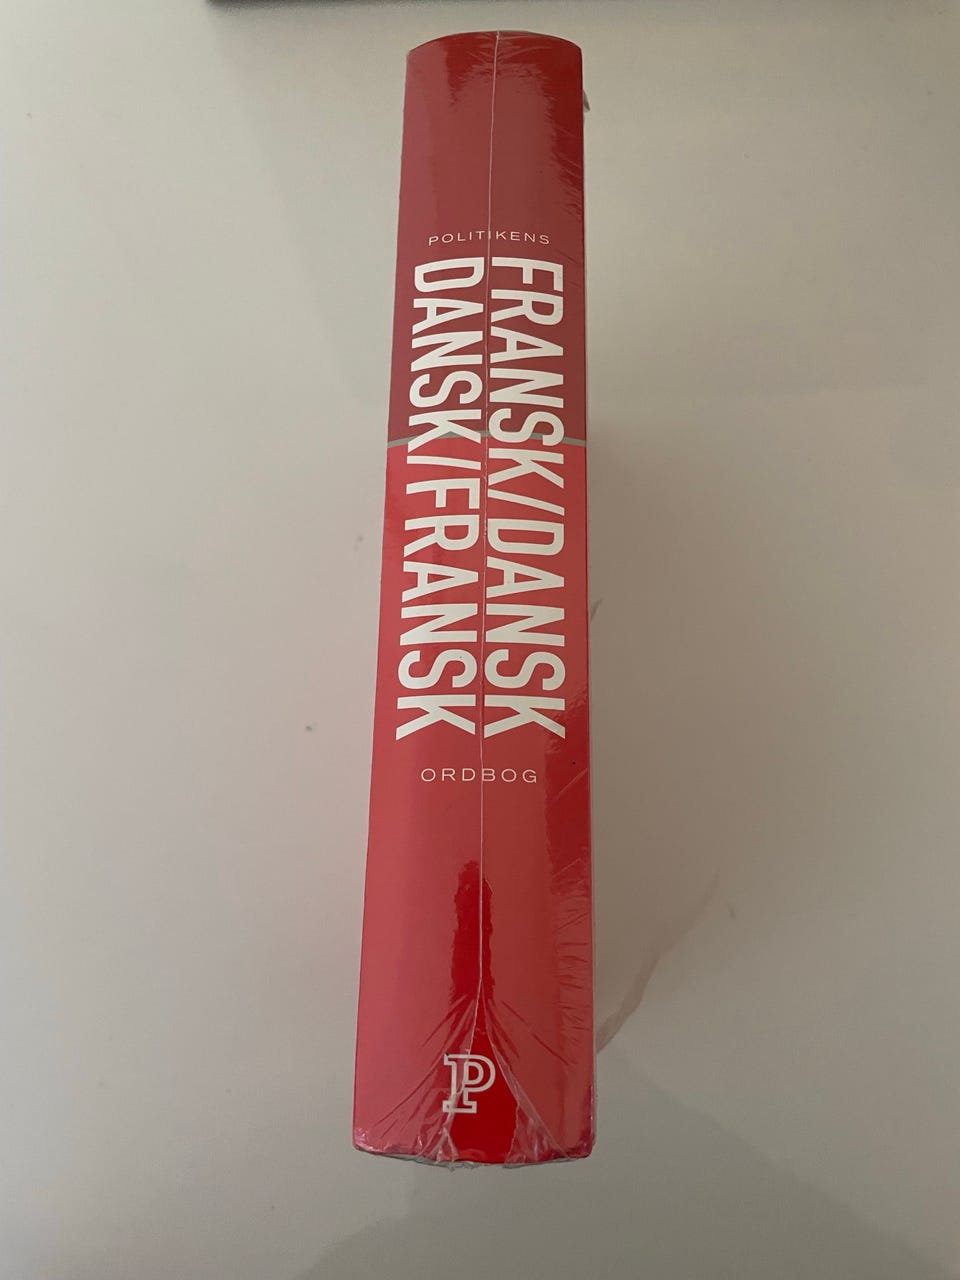 POLITIKENS
FRANSK/DANSK
DANSK/FRANSK
ORDBOG
P